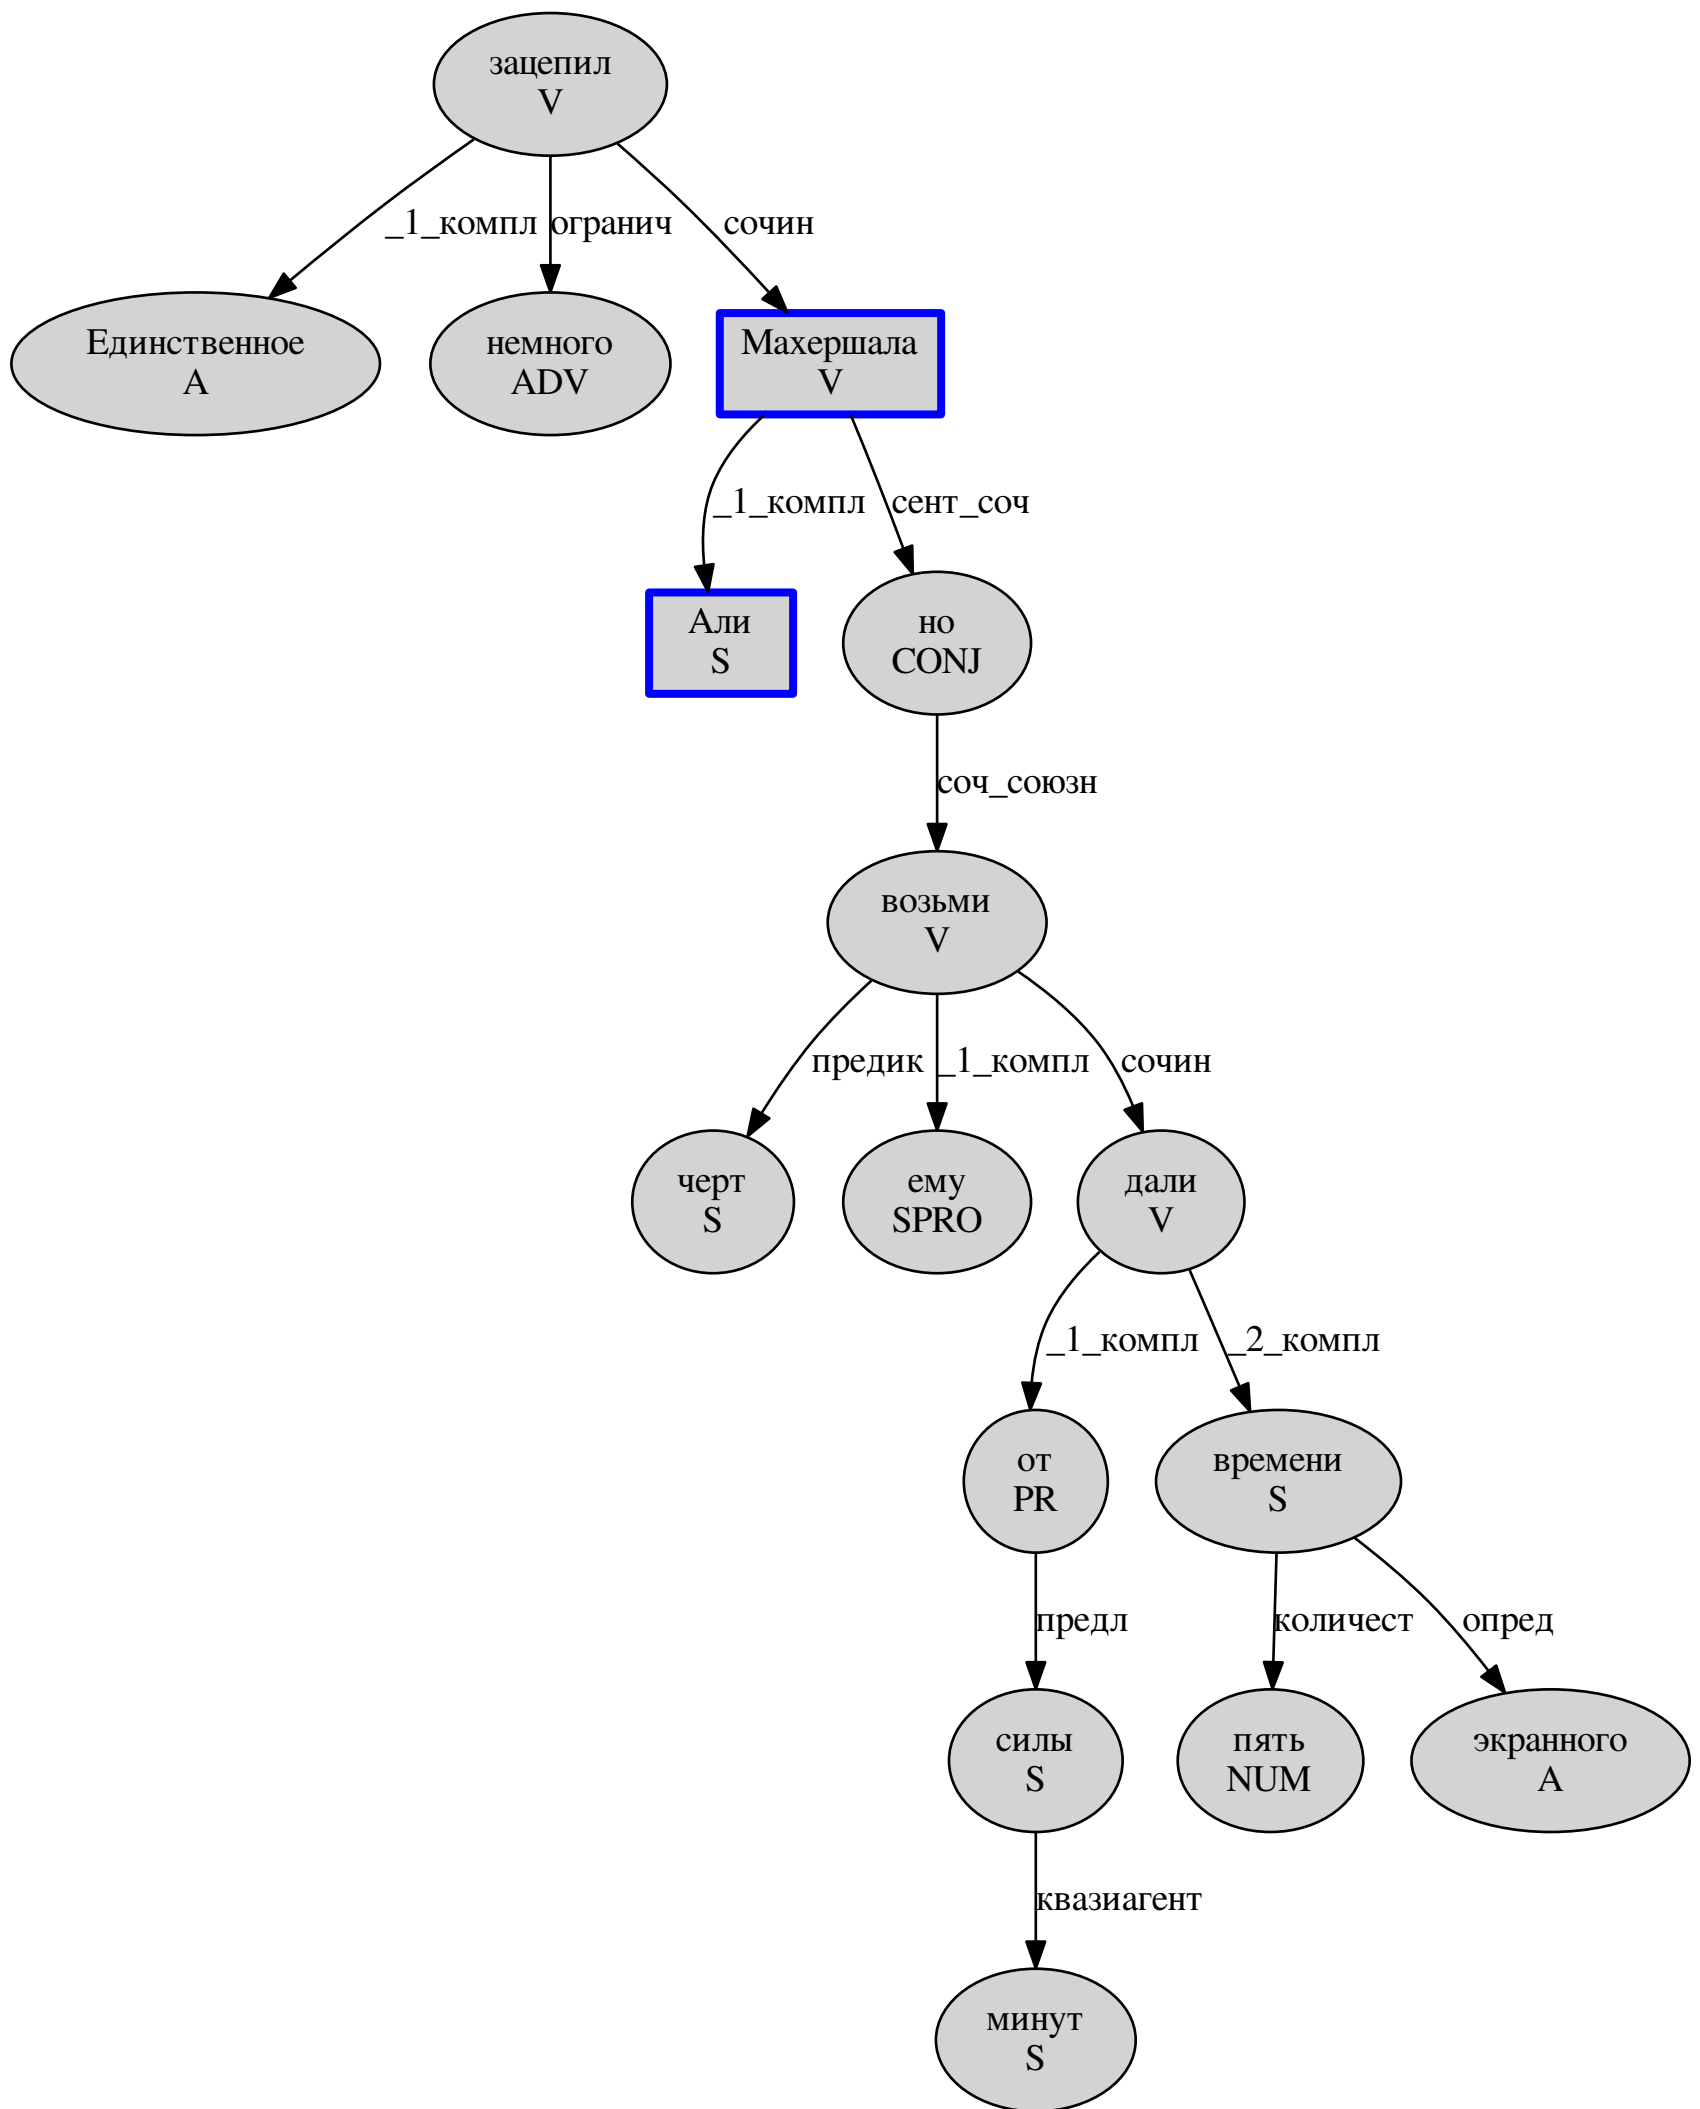 зацепил
V
_1_компл
огранич
сочин
Единственное
A
немного
ADV
Махершала
V
_1_компл
сент_соч
Али
S
но
CONJ
соч_союзн
возьми
V
предик
_1_компл
сочин
черт
S
ему
SPRO
дали
V
_1_компл
_2_компл
от
PR
времени
S
предл
количест
опред
силы
S
пять
NUM
экранного
A
квазиагент
минут
S